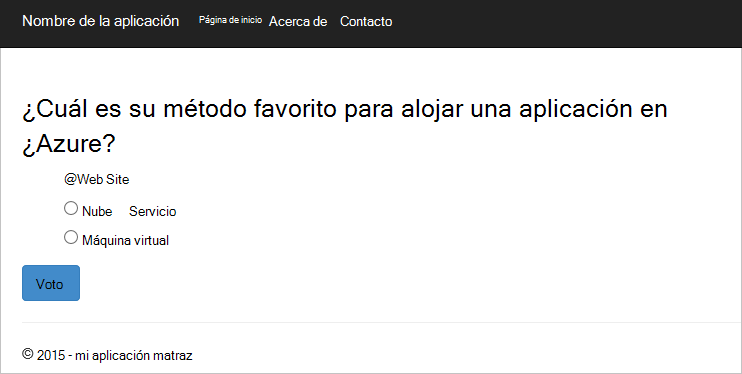 Nombre de la aplicación Página de inicio Acerca de Contacto
¿Cuál es su método favorito para alojar una aplicación en
¿Azure?
@Web Site
Nube Servicio
Máquina virtual
Voto
© 2015 - mi aplicación matraz